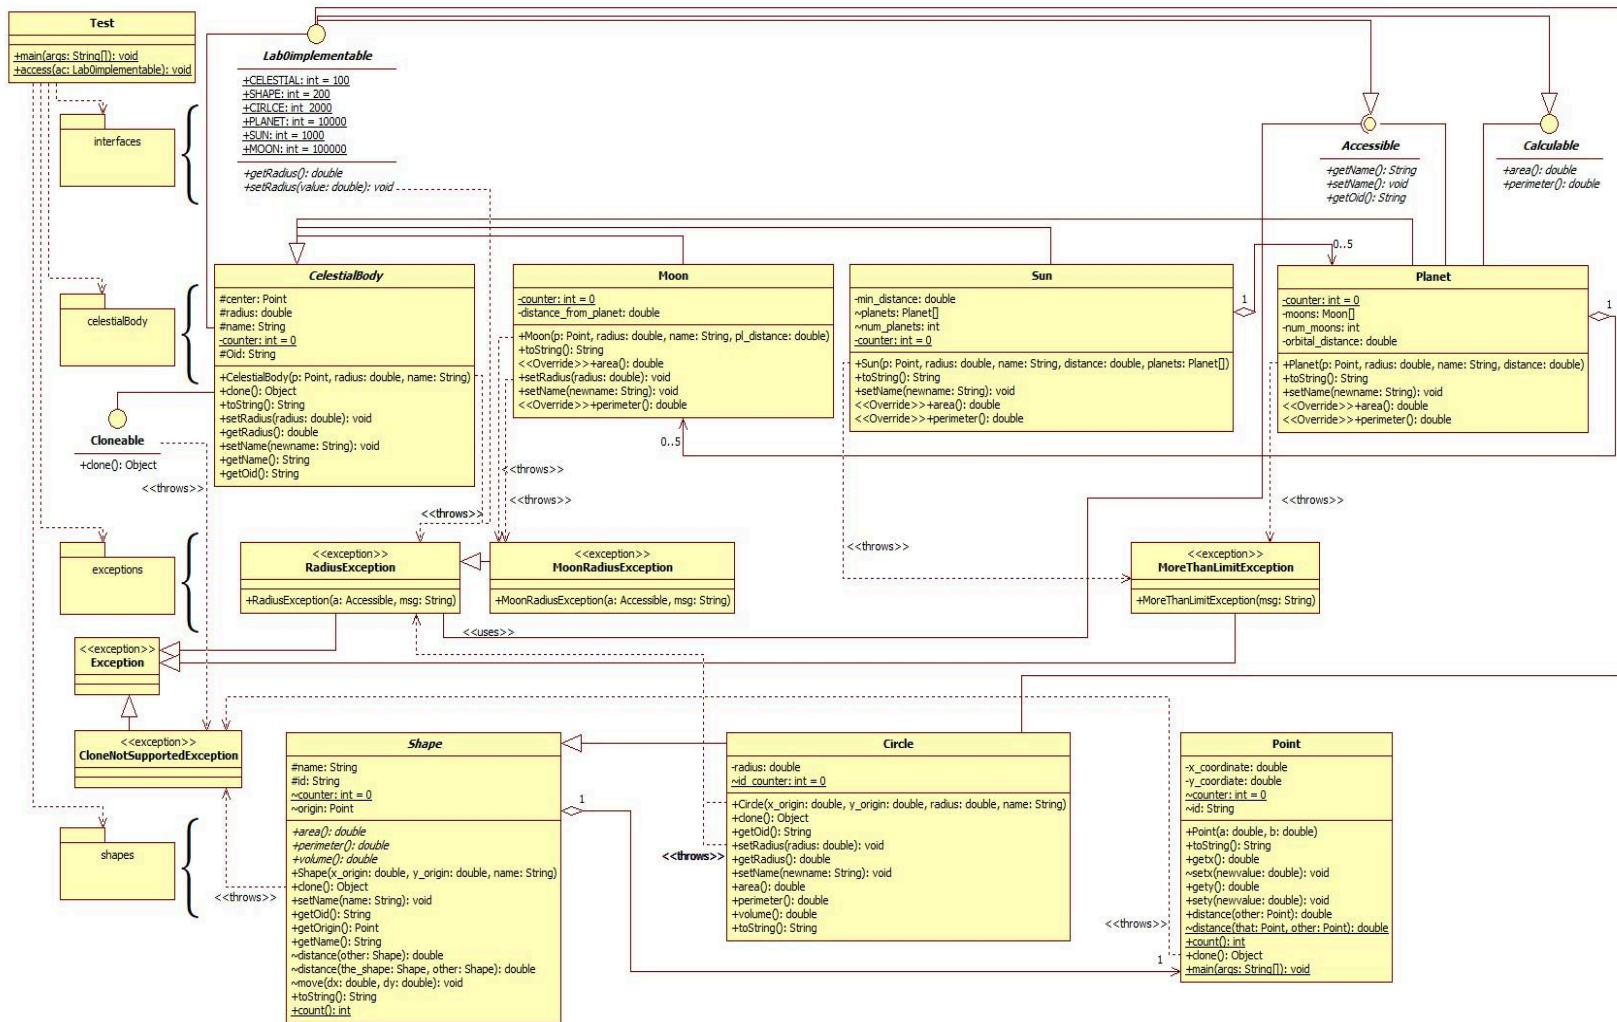 Test
+main(args: String[]): void
+access(ac: Lab0implementable): void
Lab0implementable
+CELESTIAL: int = 100
+SHAPE: int = 200
+CIRLCE: int 2000
+PLANET: int = 10000
+SUN: int = 1000
+MOON: int = 100000
+getRadius(): double
+setRadius(value: double): void
Accessible
+getName(): String
+setName(): void
+getOid(): String
Calculable
+area(): double
+perimeter(): double
interfaces
celestialBody
exceptions
shapes
CelestialBody
#center: Point
#radius: double
#name: String
-counter: int = 0
#Oid: String
+CelestialBody(p: Point, radius: double, name: String)
+clone(): Object
+toString(): String
+setRadius(radius: double): void
+getRadius(): double
+setName(newname: String): void
+getName(): String
+getOid(): String
Moon
-counter: int = 0
-distance_from_planet: double
+Moon(p: Point, radius: double, name: String, pl_distance: double)
+toString(): String
<<Override>>+area(): double
+setRadius(radius: double): void
+setName(newname: String): void
<<Override>>+perimeter(): double
Sun
-min_distance: double
~planets: Planet[]
~num_planets: int
-counter: int = 0
+Sun(p: Point, radius: double, name: String, distance: double, planets: Planet[])
+toString(): String
+setName(newname: String): void
<<Override>>+area(): double
<<Override>>+perimeter(): double
1
0..5
Planet
-counter: int = 0
-moons: Moon[]
-num_moons: int
-orbital_distance: double
+Planet(p: Point, radius: double, name: String, distance: double)
+toString(): String
+setName(newname: String): void
<<Override>>+area(): double
<<Override>>+perimeter(): double
1
0..5
Cloneable
+clone(): Object
<<throws>>
<<throws>>
<<throws>>
<<throws>>
<<throws>>
<<throws>>
<<exception>>
RadiusException
+RadiusException(a: Accessible, msg: String)
<<exception>>
MoonRadiusException
+MoonRadiusException(a: Accessible, msg: String)
<<exception>>
MoreThanLimitException
+MoreThanLimitException(msg: String)
<<uses>>
<<exception>>
Exception
<<exception>>
CloneNotSupportedException
Shape
#name: String
#id: String
~counter: int = 0
~origin: Point
+area(): double
+perimeter(): double
+volume(): double
+Shape(x_origin: double, y_origin: double, name: String)
+clone(): Object
+setName(name: String): void
+getOid(): String
+getOrigin(): Point
+getName(): String
~distance(other: Shape): double
~distance(the_shape: Shape, other: Shape): double
~move(dx: double, dy: double): void
+toString(): String
+count(): int
<<throws>>
1
<<throws>>
Circle
-radius: double
~id_counter: int = 0
+Circle(x_origin: double, y_origin: double, radius: double, name: String)
+clone(): Object
+getOid(): String
+setRadius(radius: double): void
+getRadius(): double
+setName(newname: String): void
+area(): double
+perimeter(): double
+volume(): double
+toString(): String
<<throws>>
1
Point
-x_coordinate: double
-y_coordiate: double
~counter: int = 0
~id: String
+Point(a: double, b: double)
+toString(): String
+getx(): double
~setx(newvalue: double): void
+gety(): double
+sety(newvalue: double): void
+distance(other: Point): double
~distance(that: Point, other: Point): double
+count(): int
+clone(): Object
+main(args: String[]): void